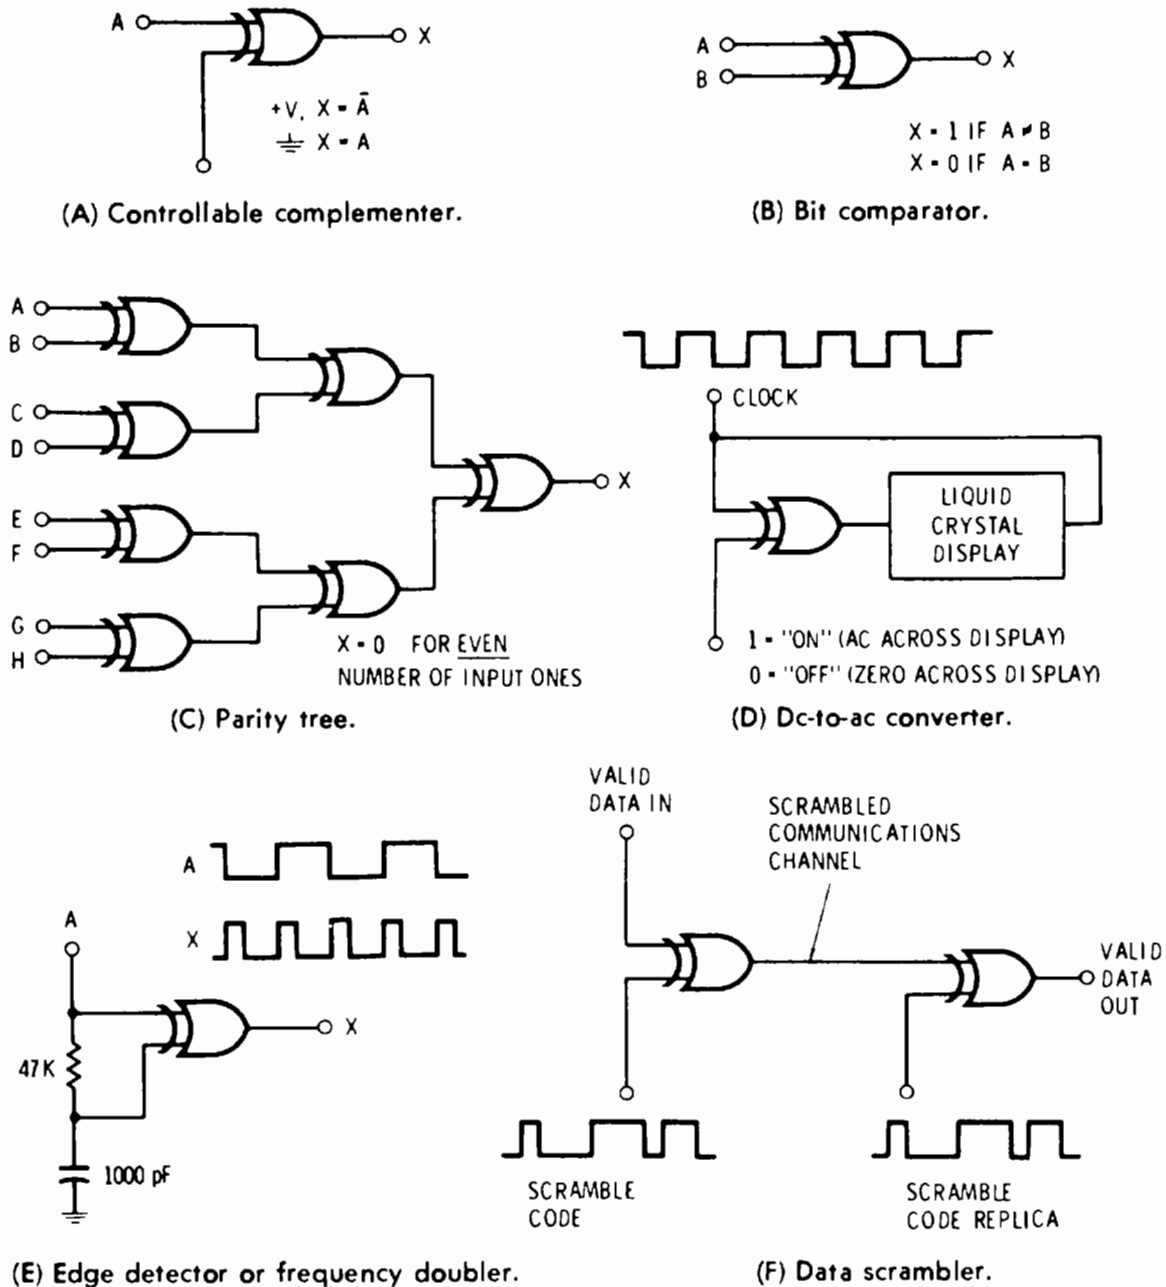 A
X
+V, X = Ā
⏚ X = A
(A) Controllable complementer.
A
B
X
X = 1 IF A ≠ B
X = 0 IF A = B
(B) Bit comparator.
A
B
C
D
E
F
G
H
X
X = 0 FOR EVEN
NUMBER OF INPUT ONES
(C) Parity tree.
CLOCK
LIQUID
CRYSTAL
DISPLAY
1 = "ON" (AC ACROSS DISPLAY)
0 = "OFF" (ZERO ACROSS DISPLAY)
(D) Dc-to-ac converter.
A
X
A
X
47K
1000 pF
(E) Edge detector or frequency doubler.
VALID
DATA IN
SCRAMBLED
COMMUNICATIONS
CHANNEL
VALID
DATA
OUT
SCRAMBLE
CODE
SCRAMBLE
CODE REPLICA
(F) Data scrambler.